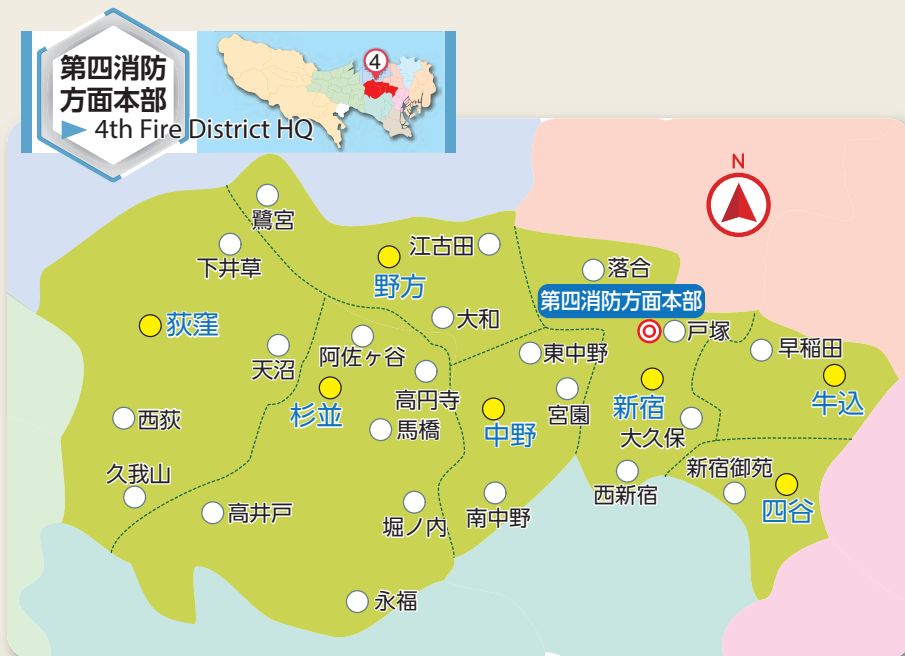 第四消防
方面本部
4th Fire District HQ
4
N
鷺宮
下井草
江古田
野方
落合
第四消防方面本部
荻窪
大和
戸塚
天沼
阿佐ヶ谷
東中野
早稲田
高円寺
杉並
宮園
新宿
牛込
西荻
馬橋
中野
大久保
久我山
新宿御苑
高井戸
堀ノ内
南中野
西新宿
四谷
永福